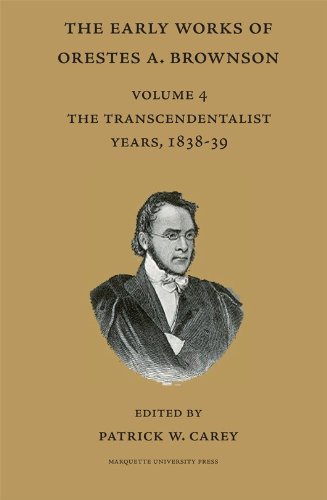 THE EARLY WORKS OF
ORESTES A. BROWNSON
VOLUME 4
THE TRANSCENDENTALIST
YEARS, 1838-39
EDITED BY
PATRICK W. CAREY
MARQUETTE UNIVERSITY PRESS